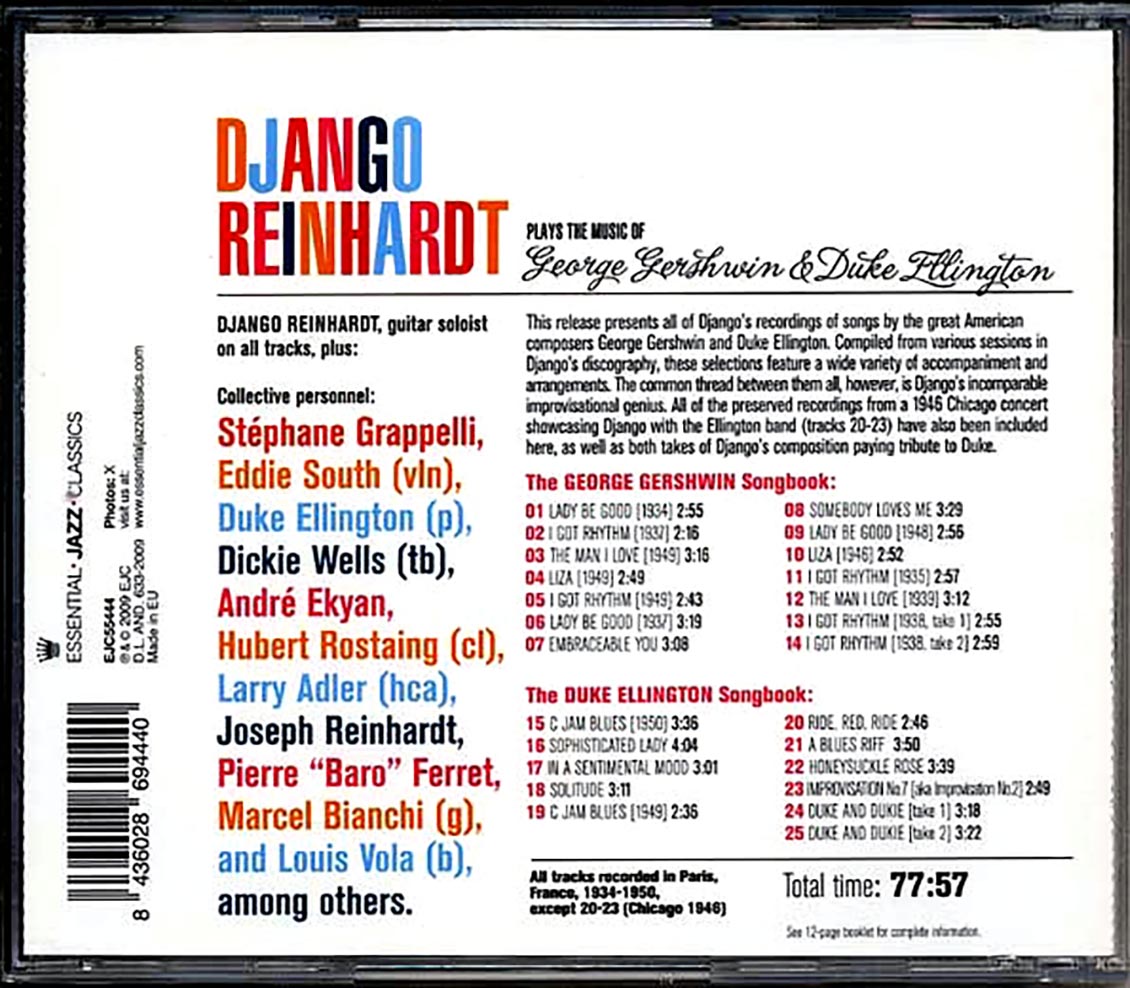 DJANGO
REINHARDT
PLAYS THE MUSIC OF
George Gershwin & Duke Ellington
DJANGO REINHARDT, guitar soloist
on all tracks, plus:
Collective personnel:
Stéphane Grappelli,
Eddie South (vln),
Duke Ellington (p),
Dickie Wells (tb),
André Ekyan,
Hubert Rostaing (cl),
Larry Adler (hca),
Joseph Reinhardt,
Pierre “Baro” Ferret,
Marcel Bianchi (g),
and Louis Vola (b),
among others.
This release presents all of Django's recordings of songs by the great American
composers George Gershwin and Duke Ellington. Compiled from various sessions in
Django's discography, these selections feature a wide variety of accompaniment and
arrangements. The common thread between them all, however, is Django's incomparable
improvisational genius. All of the preserved recordings from a 1946 Chicago concert
showcasing Django with the Ellington band (tracks 20-23) have also been included
here, as well as both takes of Django's composition paying tribute to Duke.
The GEORGE GERSHWIN Songbook:
01 LADY BE GOOD [1934] 2:55
02 I GOT RHYTHM [1937] 2:16
03 THE MAN I LOVE [1949] 3:16
04 LIZA [1949] 2:49
05 I GOT RHYTHM [1949] 2:43
06 LADY BE GOOD [1937] 3:19
07 EMBRACEABLE YOU 3:08
08 SOMEBODY LOVES ME 3:29
09 LADY BE GOOD [1948] 2:56
10 LIZA [1946] 2:52
11 I GOT RHYTHM [1935] 2:57
12 THE MAN I LOVE [1939] 3:12
13 I GOT RHYTHM [1938, take 1] 2:55
14 I GOT RHYTHM [1938, take 2] 2:59
The DUKE ELLINGTON Songbook:
15 C JAM BLUES [1950] 3:36
16 SOPHISTICATED LADY 4:04
17 IN A SENTIMENTAL MOOD 3:01
18 SOLITUDE 3:11
19 C JAM BLUES [1949] 2:36
20 RIDE, RED, RIDE 2:46
21 A BLUES RIFF 3:50
22 HONEYSUCKLE ROSE 3:39
23 IMPROVISATION No.7 [aka Improvisation No.2] 2:49
24 DUKE AND DUKIE [take 1] 3:18
25 DUKE AND DUKIE [take 2] 3:22
All tracks recorded in Paris,
France, 1934-1950,
except 20-23 (Chicago 1946)
Total time: 77:57
See 12-page booklet for complete information.
ESSENTIAL · JAZZ · CLASSICS
EJC55444 Photos: X
℗ & © 2009 EJC visit us at:
D.L. AND. 633-2009 www.essentialjazzclassics.com
Made in EU
8 436028 694440